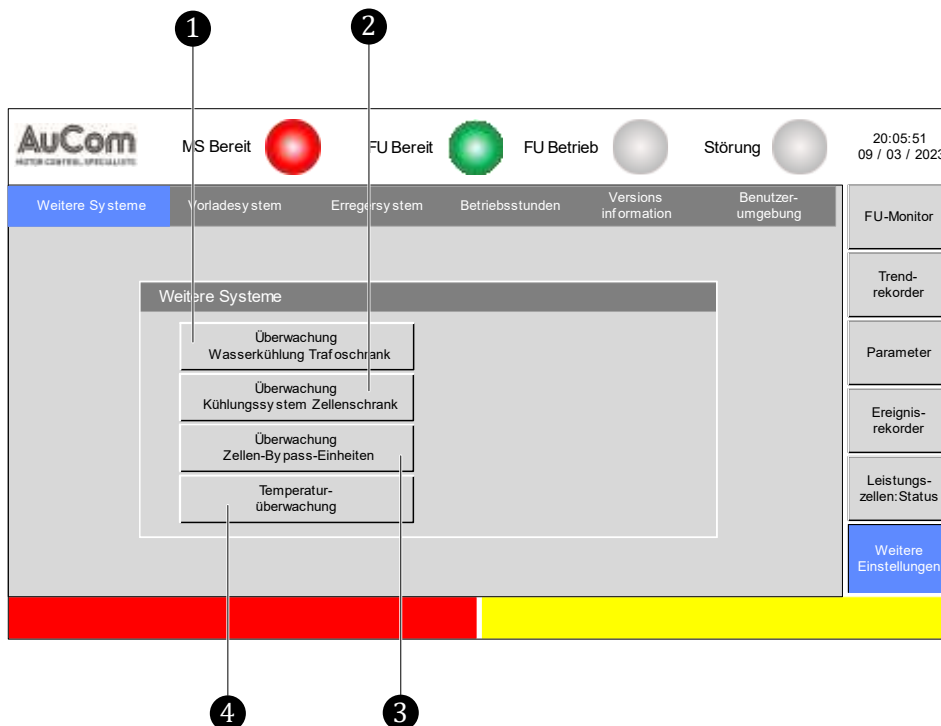 1 2
AuCom
MOTOR CONTROL SPECIALISTS
MS Bereit FU Bereit FU Betrieb Störung
20:05:51
09 / 03 / 2023
Weitere Systeme Vorladesystem Erregersystem Betriebsstunden
Versions
information
Benutzer-
umgebung
FU-Monitor
Trend-
rekorder
Parameter
Ereignis-
rekorder
Leistungs-
zellen:Status
Weitere
Einstellungen
Weitere Systeme
Überwachung
Wasserkühlung Trafoschrank
Überwachung
Kühlungssystem Zellenschrank
Überwachung
Zellen-Bypass-Einheiten
Temperatur-
überwachung
4 3